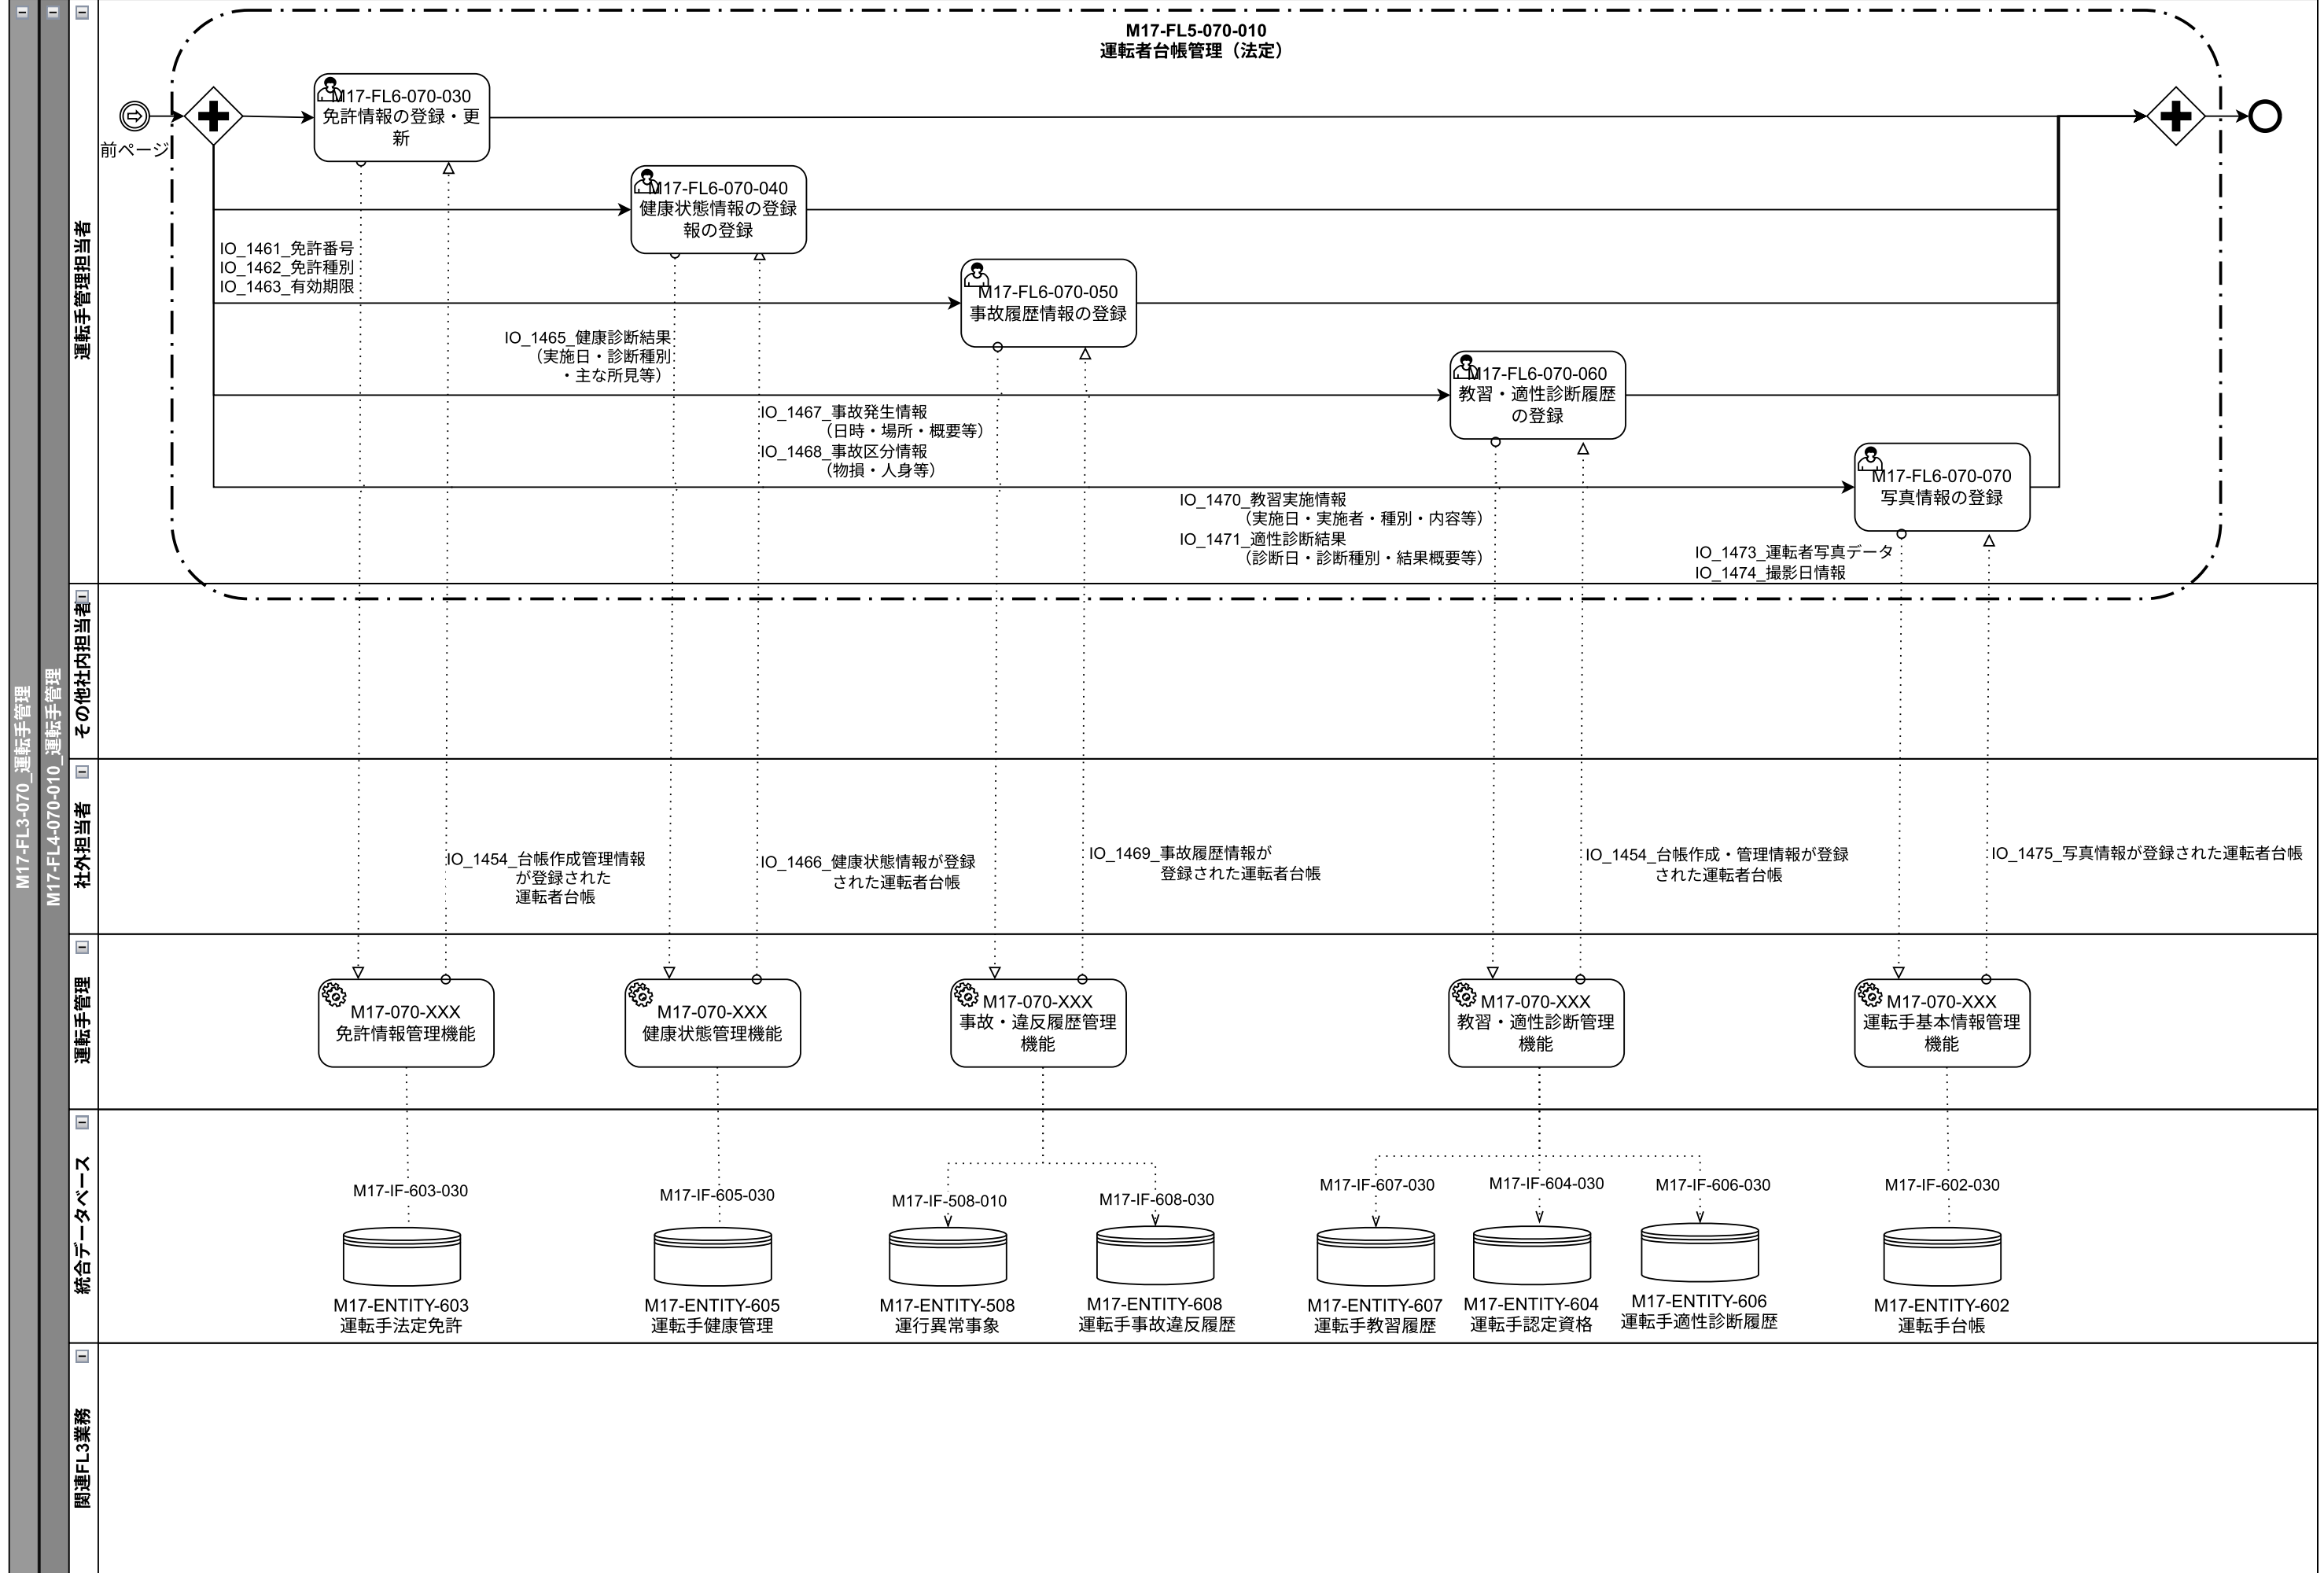 M17-FL3-070_運転手管理
M17-FL4-070-010_運転手管理
運転手管理担当者
M17-FL5-070-010
運転者台帳管理（法定）
前ページ
M17-FL6-070-030
免許情報の登録・更
新
M17-FL6-070-040
健康状態情報の登録
報の登録
IO_1461_免許番号
IO_1462_免許種別
IO_1463_有効期限
M17-FL6-070-050
事故履歴情報の登録
IO_1465_健康診断結果
（実施日・診断種別
・主な所見等）
M17-FL6-070-060
教習・適性診断履歴
の登録
IO_1467_事故発生情報
（日時・場所・概要等）
IO_1468_事故区分情報
（物損・人身等）
M17-FL6-070-070
写真情報の登録
IO_1470_教習実施情報
（実施日・実施者・種別・内容等）
IO_1471_適性診断結果
（診断日・診断種別・結果概要等）
IO_1473_運転者写真データ
IO_1474_撮影日情報
その他社内担当者
社外担当者
IO_1454_台帳作成管理情報
が登録された
運転者台帳
IO_1466_健康状態情報が登録
された運転者台帳
IO_1469_事故履歴情報が
登録された運転者台帳
IO_1454_台帳作成・管理情報が登録
された運転者台帳
IO_1475_写真情報が登録された運転者台帳
運転手管理
M17-070-XXX
免許情報管理機能
M17-070-XXX
健康状態管理機能
M17-070-XXX
事故・違反履歴管理
機能
M17-070-XXX
教習・適性診断管理
機能
M17-070-XXX
運転手基本情報管理
機能
統合データベース
M17-IF-603-030
M17-IF-605-030
M17-IF-508-010
M17-IF-608-030
M17-IF-607-030
M17-IF-604-030
M17-IF-606-030
M17-IF-602-030
M17-ENTITY-603
運転手法定免許
M17-ENTITY-605
運転手健康管理
M17-ENTITY-508
運行異常事象
M17-ENTITY-608
運転手事故違反履歴
M17-ENTITY-607
運転手教習履歴
M17-ENTITY-604
運転手認定資格
M17-ENTITY-606
運転手適性診断履歴
M17-ENTITY-602
運転手台帳
関連FL3業務